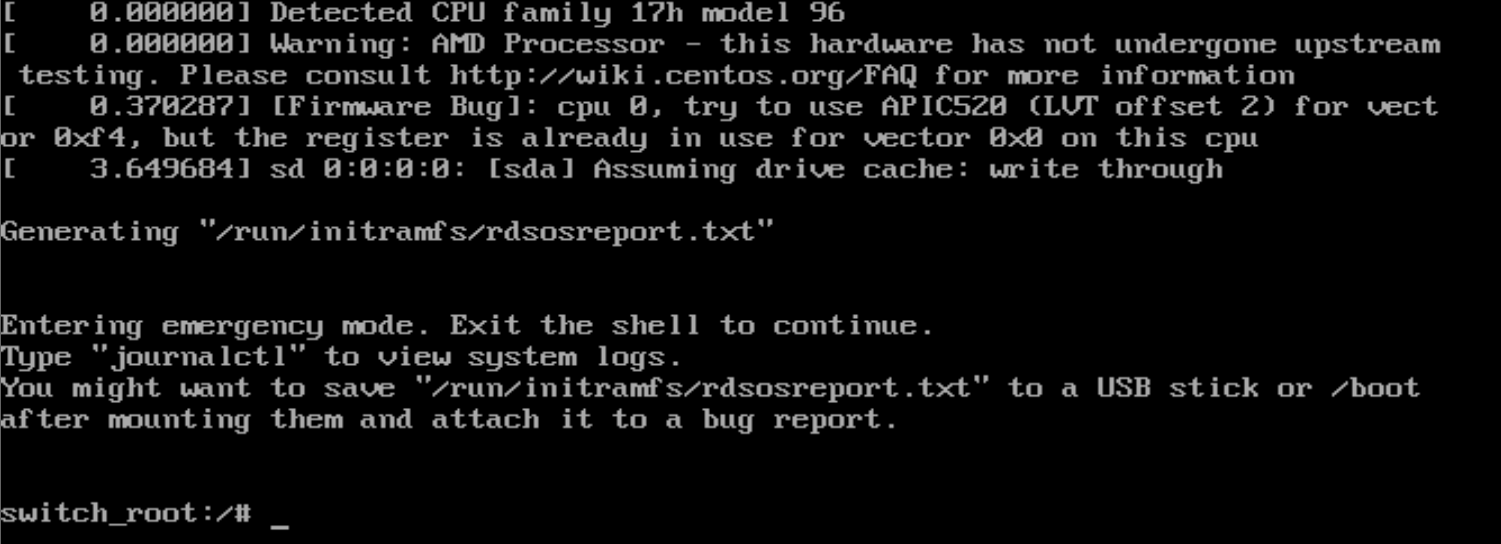 [    0.000000] Detected CPU family 17h model 96
[    0.000000] Warning: AMD Processor - this hardware has not undergone upstream
 testing. Please consult http://wiki.centos.org/FAQ for more information
[    0.370287] [Firmware Bug]: cpu 0, try to use APIC520 (LVT offset 2) for vect
or 0xf4, but the register is already in use for vector 0x0 on this cpu
[    3.649684] sd 0:0:0:0: [sda] Assuming drive cache: write through
Generating "/run/initramfs/rdsosreport.txt"
Entering emergency mode. Exit the shell to continue.
Type "journalctl" to view system logs.
You might want to save "/run/initramfs/rdsosreport.txt" to a USB stick or /boot
after mounting them and attach it to a bug report.
switch_root:/# _